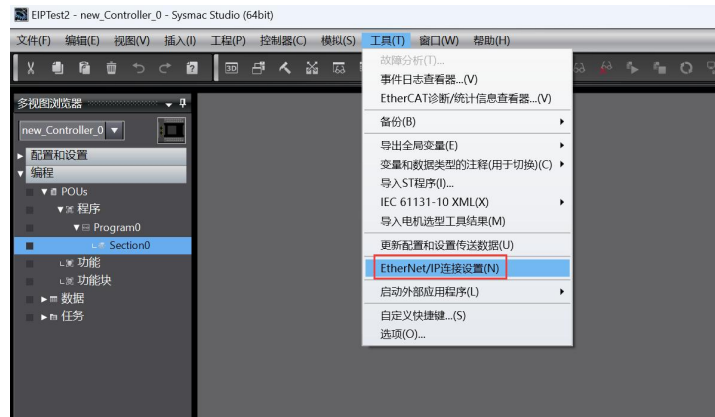 EIPTest2 - new_Controller_0 - Sysmac Studio (64bit)
文件(F) 编辑(E) 视图(V) 插入(I) 工程(P) 控制器(C) 模拟(S) 工具(T) 窗口(W) 帮助(H)
3D
故障分析(T)...
事件日志查看器...(V)
EtherCAT诊断/统计信息查看器...(V)
备份(B)
导出全局变量(E)
变量和数据类型的注释(用于切换)(C)
导入ST程序(I)...
IEC 61131-10 XML(X)
导入电机选型工具结果(M)
更新配置和设置传送数据(U)
EtherNet/IP连接设置(N)
启动外部应用程序(L)
自定义快捷键...(S)
选项(O)...
多视图浏览器
new_Controller_0
配置和设置
编程
POUs
程序
Program0
Section0
功能
功能块
数据
任务